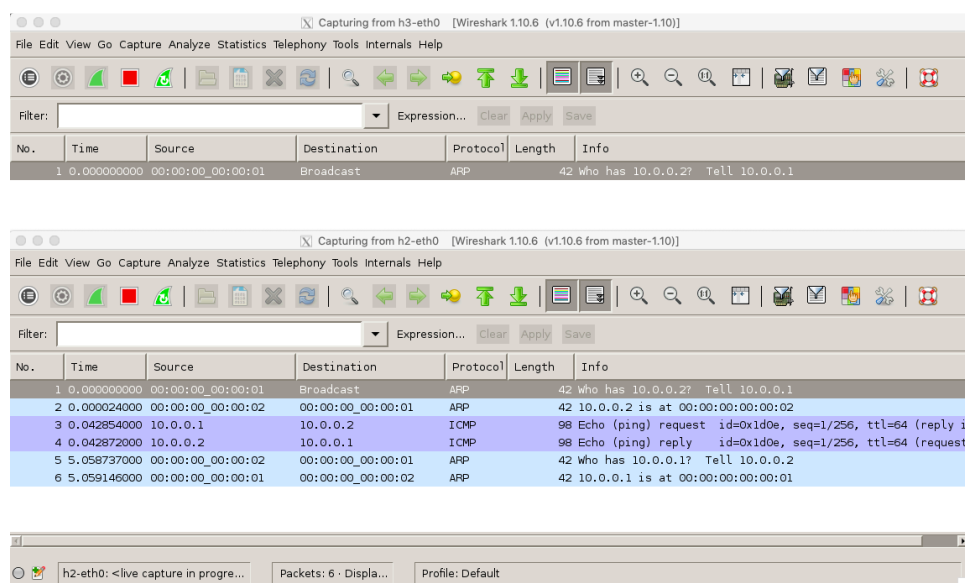 Capturing from h3-eth0 [Wireshark 1.10.6 (v1.10.6 from master-1.10)]
File Edit View Go Capture Analyze Statistics Telephony Tools Internals Help
Filter: Expression... Clear Apply Save
No. Time Source Destination Protocol Length Info
1 0.000000000 00:00:00_00:00:01 Broadcast ARP 42 Who has 10.0.0.2? Tell 10.0.0.1
Capturing from h2-eth0 [Wireshark 1.10.6 (v1.10.6 from master-1.10)]
File Edit View Go Capture Analyze Statistics Telephony Tools Internals Help
Filter: Expression... Clear Apply Save
No. Time Source Destination Protocol Length Info
1 0.000000000 00:00:00_00:00:01 Broadcast ARP 42 Who has 10.0.0.2? Tell 10.0.0.1
2 0.000024000 00:00:00_00:00:02 00:00:00_00:00:01 ARP 42 10.0.0.2 is at 00:00:00:00:00:02
3 0.042854000 10.0.0.1 10.0.0.2 ICMP 98 Echo (ping) request id=0x1d0e, seq=1/256, ttl=64 (reply i
4 0.042872000 10.0.0.2 10.0.0.1 ICMP 98 Echo (ping) reply id=0x1d0e, seq=1/256, ttl=64 (request
5 5.058737000 00:00:00_00:00:02 00:00:00_00:00:01 ARP 42 Who has 10.0.0.1? Tell 10.0.0.2
6 5.059146000 00:00:00_00:00:01 00:00:00_00:00:02 ARP 42 10.0.0.1 is at 00:00:00:00:00:01
h2-eth0: <live capture in progre... Packets: 6 · Displa... Profile: Default